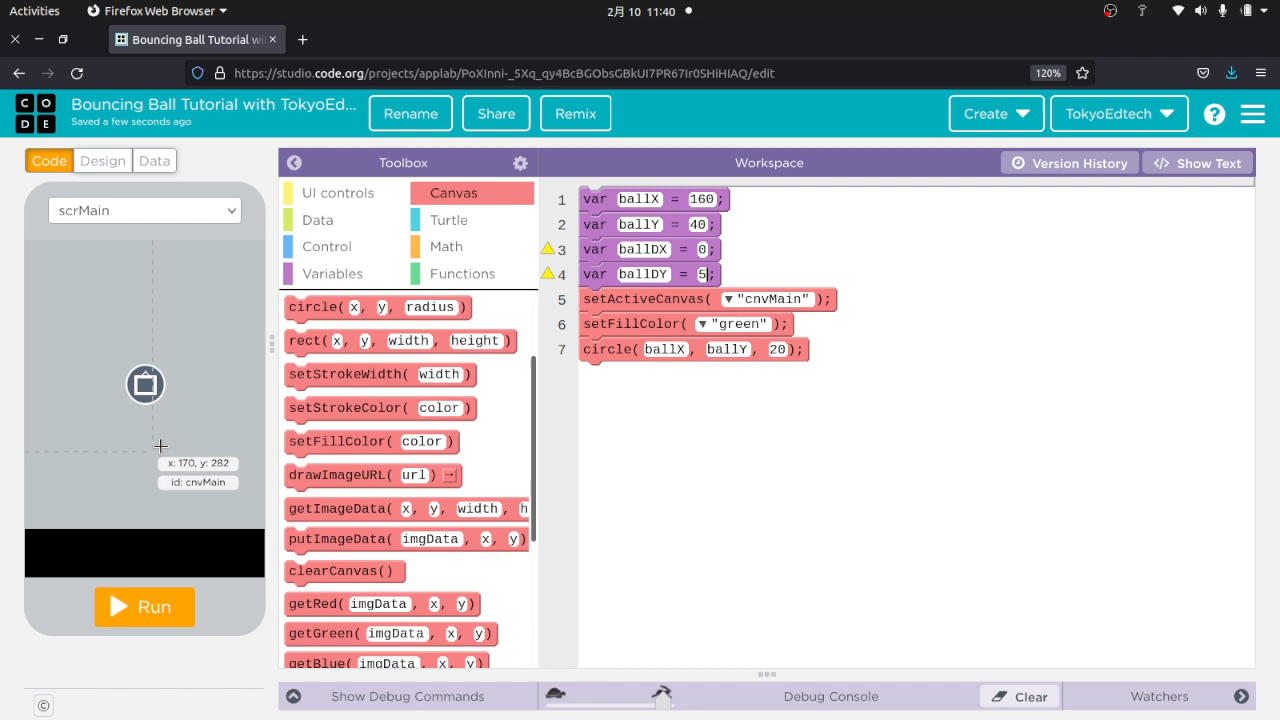 Activities
Firefox Web Browser
2月 10 11:40
Bouncing Ball Tutorial wi
https://studio.code.org/projects/applab/PoXInni-_5Xq_qy4BcBGObsGBkUI7PR67Ir0SHiHIAQ/edit
120%
C O D E
Bouncing Ball Tutorial with TokyoEd...
Saved a few seconds ago
Rename
Share
Remix
Create
TokyoEdtech
?
Code
Design
Data
Toolbox
Workspace
Version History
</> Show Text
scrMain
x: 170, y: 282
id: cnvMain
Run
©
UI controls
Canvas
Data
Turtle
Control
Math
Variables
Functions
circle( x, y, radius )
rect( x, y, width, height )
setStrokeWidth( width )
setStrokeColor( color )
setFillColor( color )
drawImageURL( url )
getImageData( x, y, width, h
putImageData( imgData, x, y)
clearCanvas()
getRed( imgData, x, y)
getGreen( imgData, x, y)
getBlue( imgData, x, y)
1 var ballX = 160;
2 var ballY = 40;
3 var ballDX = 0;
4 var ballDY = 5;
5 setActiveCanvas( "cnvMain" );
6 setFillColor( "green" );
7 circle( ballX, ballY, 20);
Show Debug Commands
Debug Console
Clear
Watchers